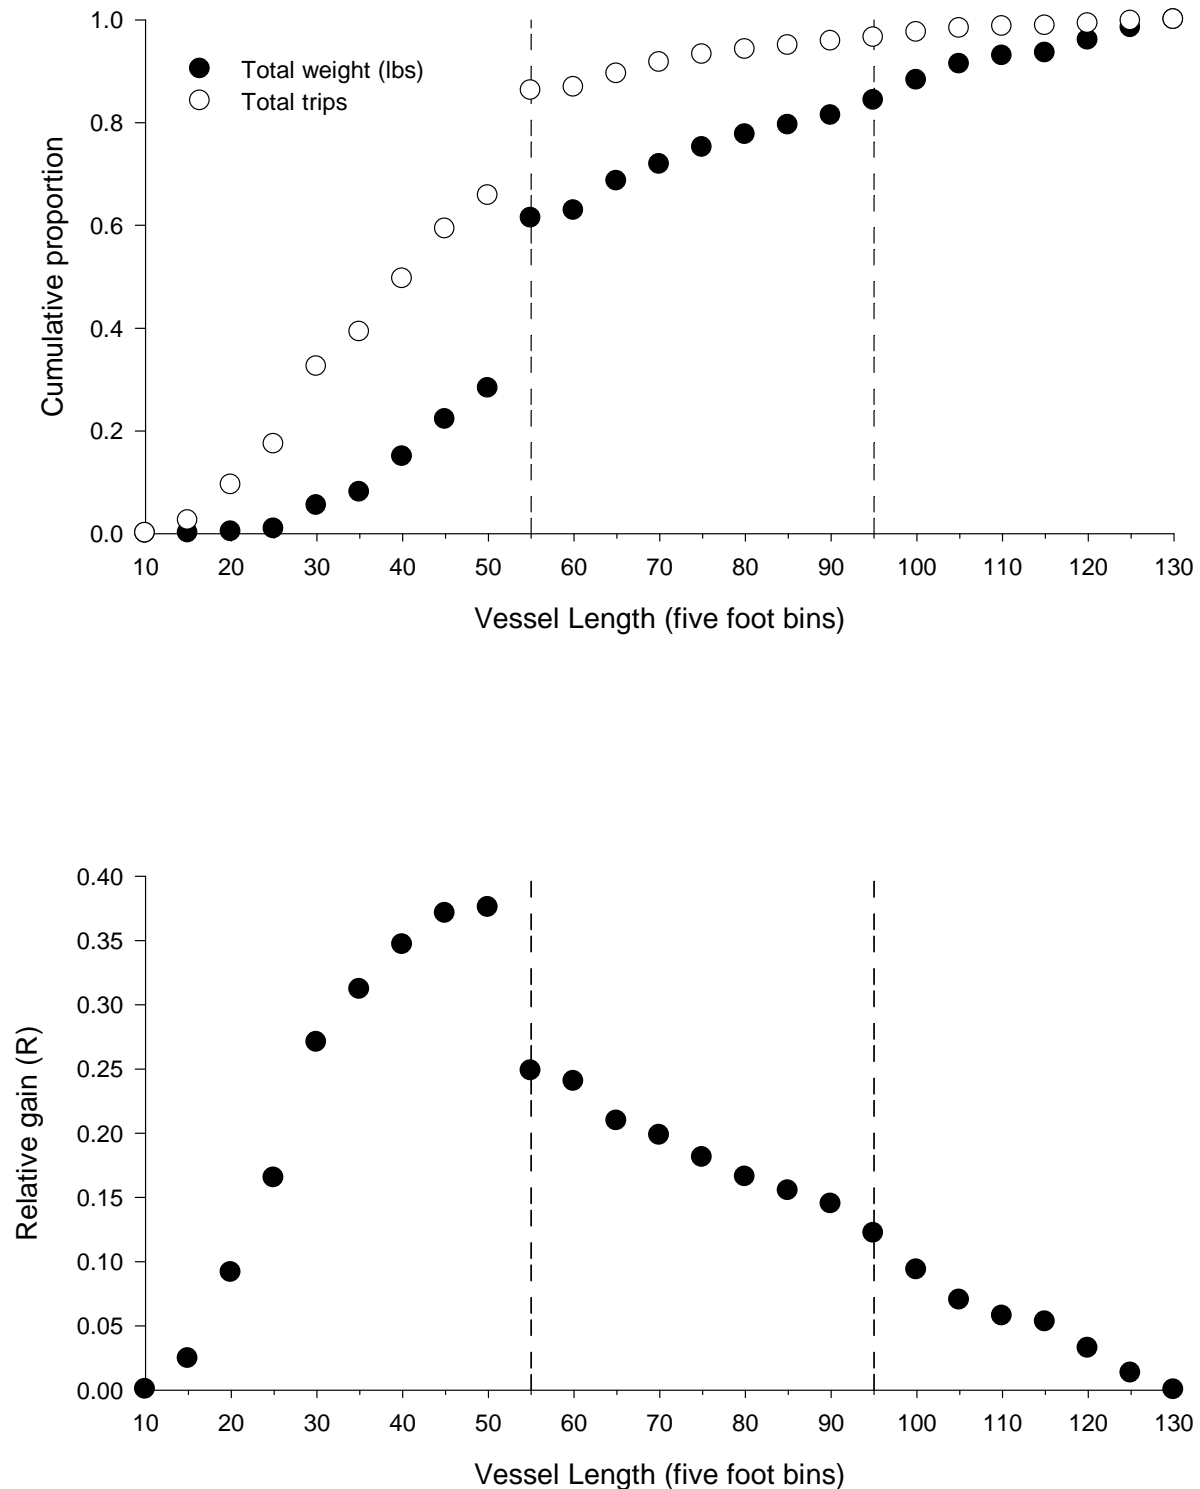 1.0
0.8
0.6
0.4
0.2
0.0
Cumulative proportion
Total weight (lbs)
Total trips
10 20 30 40 50 60 70 80 90 100 110 120 130
Vessel Length (five foot bins)
0.40
0.35
0.30
0.25
0.20
0.15
0.10
0.05
0.00
Relative gain (R)
10 20 30 40 50 60 70 80 90 100 110 120 130
Vessel Length (five foot bins)